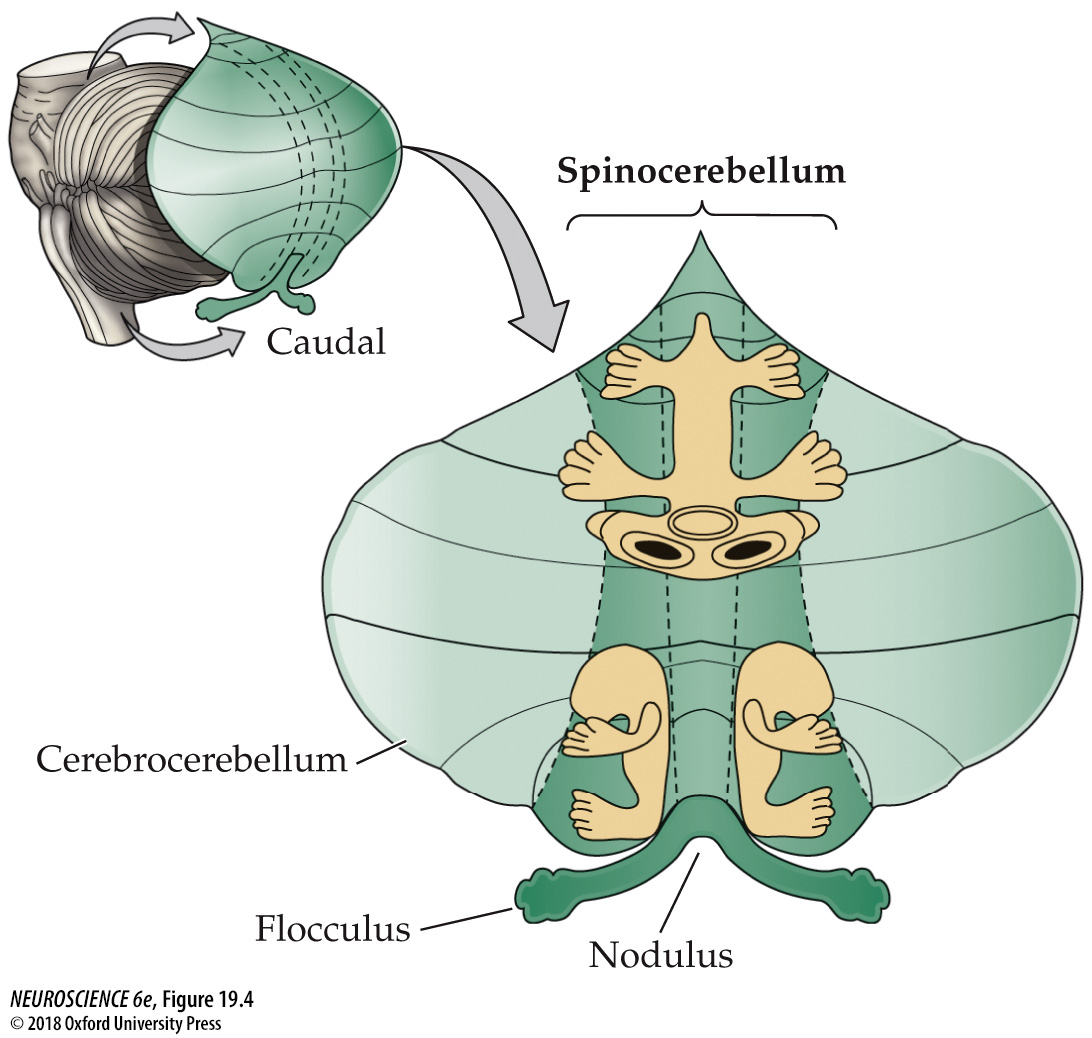 Caudal
Spinocerebellum
Cerebrocerebellum
Flocculus
Nodulus
NEUROSCIENCE 6e, Figure 19.4
© 2018 Oxford University Press